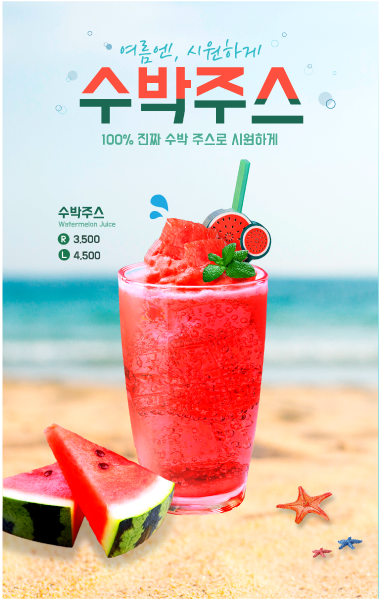 여름엔, 시원하게
수박주스
100% 진짜 수박 주스로 시원하게
수박주스
Watermelon Juice
R 3,500
L 4,500